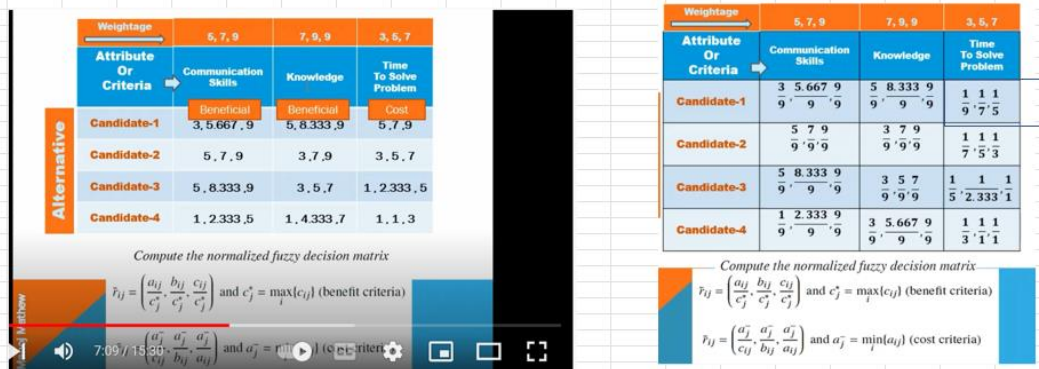 Weightage 5, 7, 9 7, 9, 9 3, 5, 7
Attribute Or Criteria Communication Skills Knowledge Time To Solve Problem
Beneficial Beneficial Cost
Alternative
Candidate-1 3, 5.667, 9 5, 8.333, 9 5, 7, 9
Candidate-2 5, 7, 9 3, 7, 9 3, 5, 7
Candidate-3 5, 8.333, 9 3, 5, 7 1, 2.333, 5
Candidate-4 1, 2.333, 5 1, 4.333, 7 1, 1, 3
Compute the normalized fuzzy decision matrix
r̃ij = (aij/c*j, bij/c*j, cij/c*j) and c*j = max i {cij} (benefit criteria)
(a-j/cij, a-j/bij, a-j/aij) and a-j =
Mathew
7:09 / 15:30
Weightage 5, 7, 9 7, 9, 9 3, 5, 7
Attribute Or Criteria Communication Skills Knowledge Time To Solve Problem
Candidate-1 3/9, 5.667/9, 9/9 5/9, 8.333/9, 9/9 1/9, 1/7, 1/5
Candidate-2 5/9, 7/9, 9/9 3/9, 7/9, 9/9 1/7, 1/5, 1/3
Candidate-3 5/9, 8.333/9, 9/9 3/9, 5/9, 7/9 1/5, 1/2.333, 1/1
Candidate-4 1/9, 2.333/9, 9/9 3/9, 5.667/9, 9/9 1/3, 1/1, 1/1
Compute the normalized fuzzy decision matrix
r̃ij = (aij/c*j, bij/c*j, cij/c*j) and c*j = max i {cij} (benefit criteria)
r̃ij = (a-j/cij, a-j/bij, a-j/aij) and a-j = min i {aij} (cost criteria)